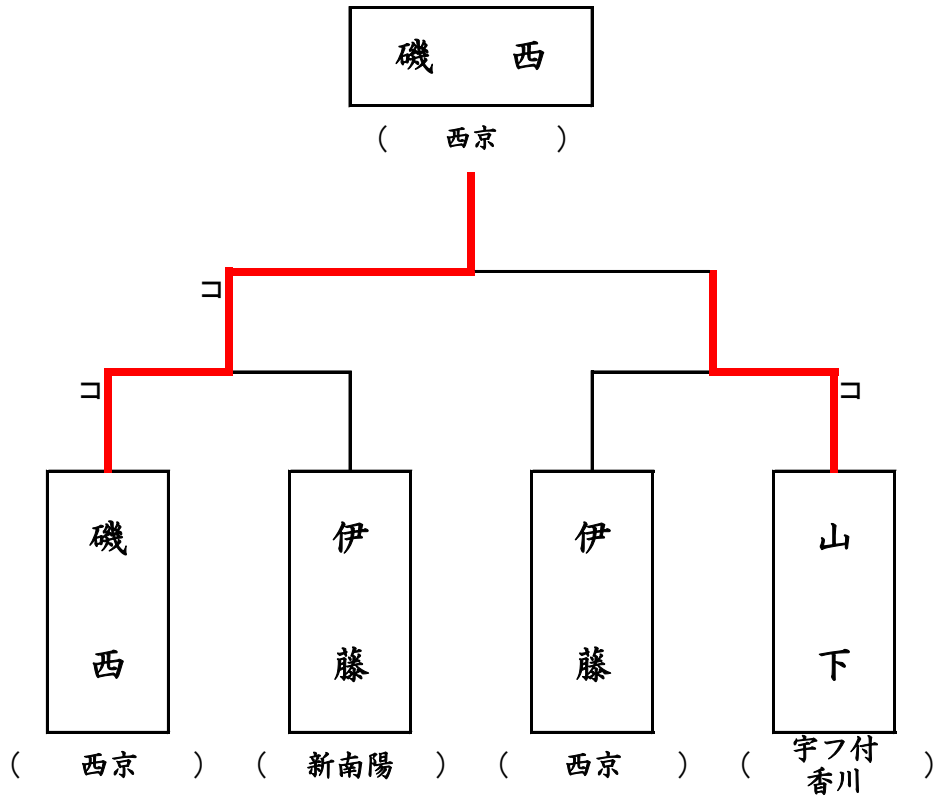 磯 西
( 西京 )
コ
コ コ
磯西 伊藤 伊藤 山下
( 西京 ) ( 新南陽 ) ( 西京 ) ( 宇フ付
香川 )